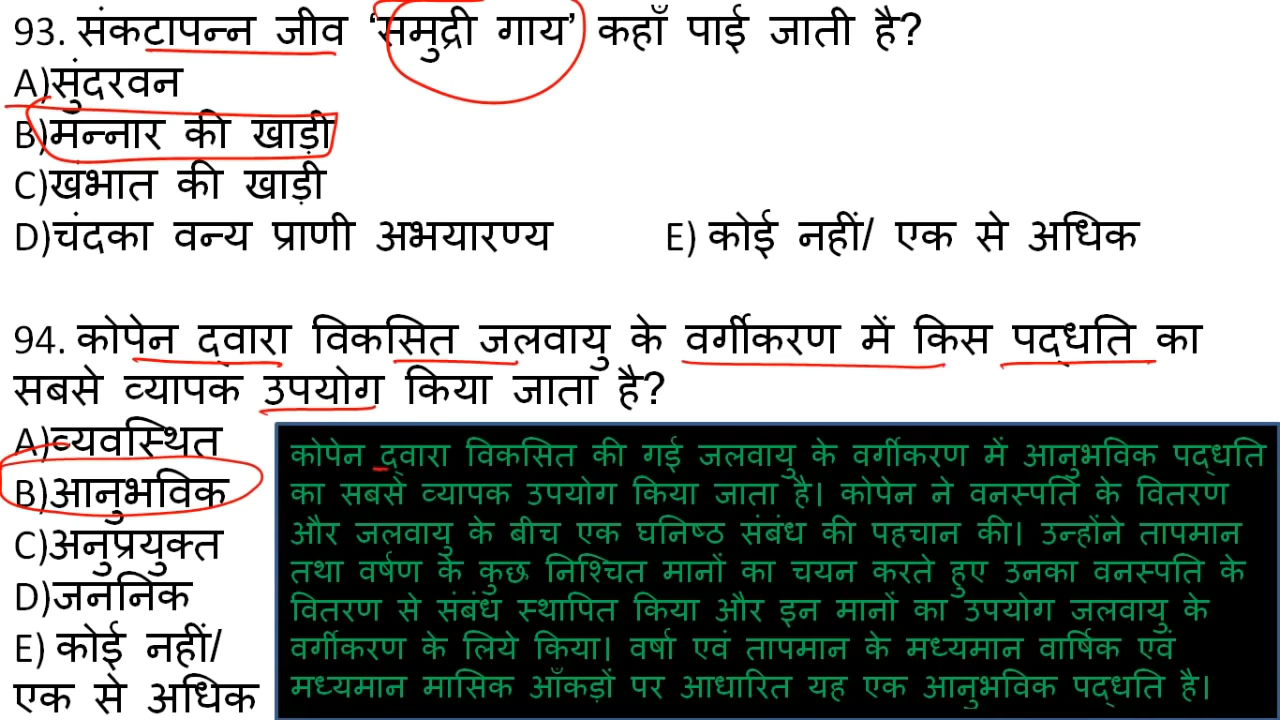 93. संकटापन्न जीव ‘समुद्री गाय’ कहाँ पाई जाती है?
A)सुंदरवन
B)मन्नार की खाड़ी
C)खंभात की खाड़ी
D)चंदका वन्य प्राणी अभयारण्य E) कोई नहीं/ एक से अधिक
94. कोपेन द्वारा विकसित जलवायु के वर्गीकरण में किस पद्धति का
सबसे व्यापक उपयोग किया जाता है?
A)व्यवस्थित
B)आनुभविक
C)अनुप्रयुक्त
D)जननिक
E) कोई नहीं/
एक से अधिक
कोपेन द्वारा विकसित की गई जलवायु के वर्गीकरण में आनुभविक पद्धति
का सबसे व्यापक उपयोग किया जाता है। कोपेन ने वनस्पति के वितरण
और जलवायु के बीच एक घनिष्ठ संबंध की पहचान की। उन्होंने तापमान
तथा वर्षण के कुछ निश्चित मानों का चयन करते हुए उनका वनस्पति के
वितरण से संबंध स्थापित किया और इन मानों का उपयोग जलवायु के
वर्गीकरण के लिये किया। वर्षा एवं तापमान के मध्यमान वार्षिक एवं
मध्यमान मासिक आँकड़ों पर आधारित यह एक आनुभविक पद्धति है।